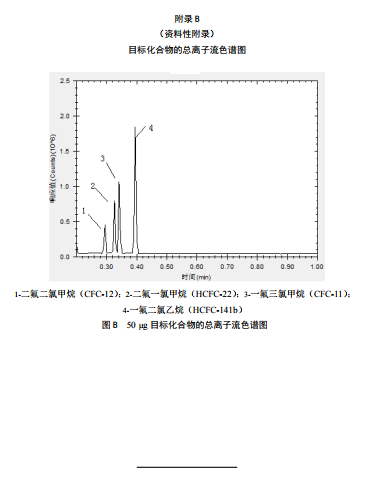 附录 B
（资料性附录）
目标化合物的总离子流色谱图
2.5
2.0
1.5
1.0
0.5
0.0
响应值(Counts)(10^6)
1
2
3
4
0.30 0.40 0.50 0.60 0.70 0.80 0.90 1.00
时间(min)
1-二氟二氯甲烷（CFC-12）；2-二氟一氯甲烷（HCFC-22）；3-一氟三氯甲烷（CFC-11）；
4-一氟二氯乙烷（HCFC-141b）
图 B 50 μg 目标化合物的总离子流色谱图